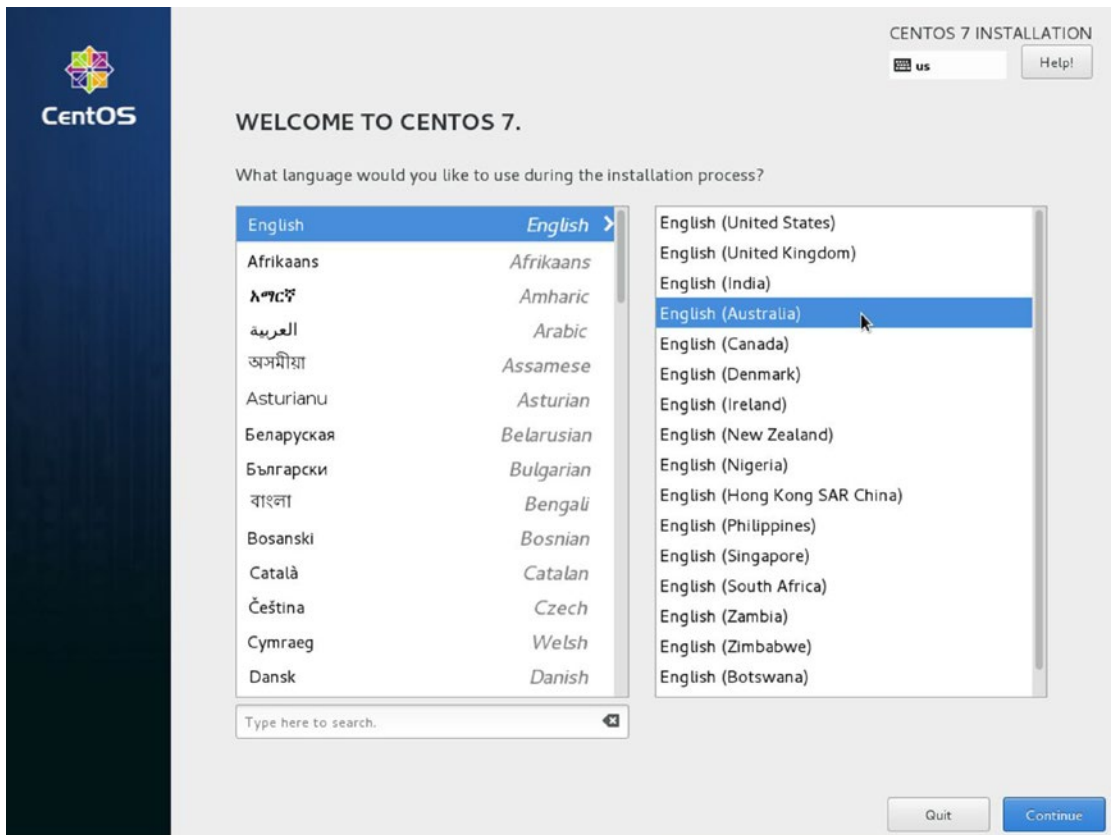 CentOS
CENTOS 7 INSTALLATION
us
Help!
WELCOME TO CENTOS 7.
What language would you like to use during the installation process?
English English
Afrikaans Afrikaans
አማርኛ Amharic
العربية Arabic
অসমীয়া Assamese
Asturianu Asturian
Беларуская Belarusian
Български Bulgarian
বাংলা Bengali
Bosanski Bosnian
Català Catalan
Čeština Czech
Cymraeg Welsh
Dansk Danish
Type here to search.
English (United States)
English (United Kingdom)
English (India)
English (Australia)
English (Canada)
English (Denmark)
English (Ireland)
English (New Zealand)
English (Nigeria)
English (Hong Kong SAR China)
English (Philippines)
English (Singapore)
English (South Africa)
English (Zambia)
English (Zimbabwe)
English (Botswana)
Quit
Continue